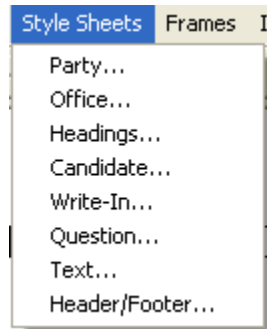 Style Sheets Frames
Party...
Office...
Headings...
Candidate...
Write-In...
Question...
Text...
Header/Footer...